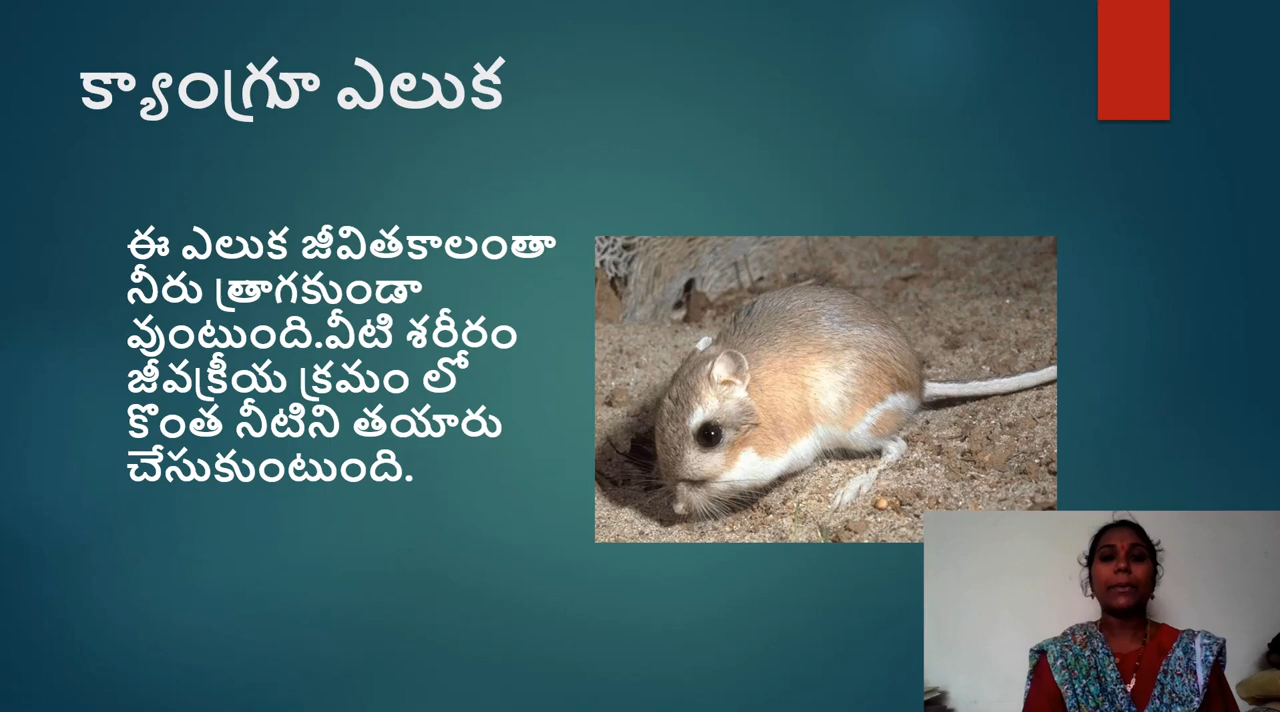 క్యాంగ్రూ ఎలుక
ఈ ఎలుక జీవితకాలంతా
నీరు త్రాగకుండా
వుంటుంది.వీటి శరీరం
జీవక్రీయ క్రమం లో
కొంత నీటిని తయారు
చేసుకుంటుంది.